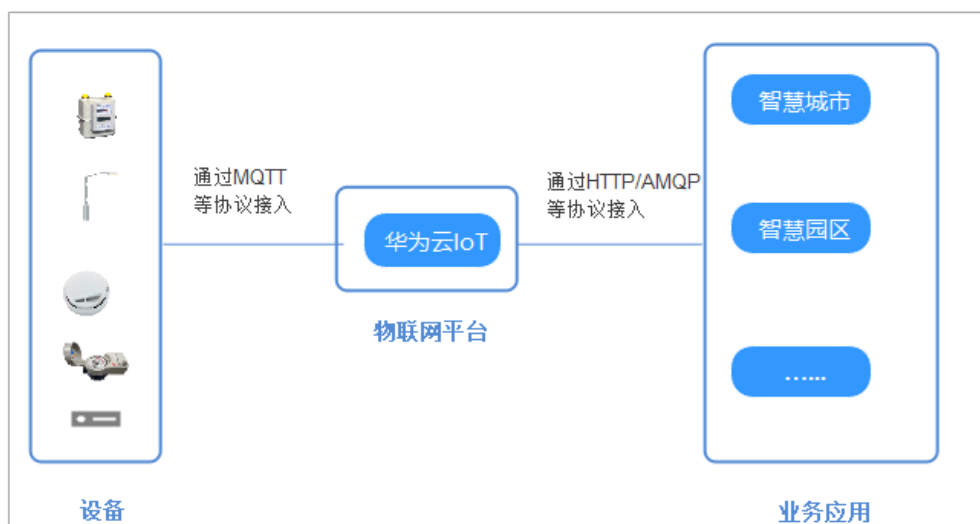 智慧城市
通过MQTT
等协议接入
通过HTTP/AMQP
等协议接入
华为云IoT
智慧园区
物联网平台
…...
设备
业务应用